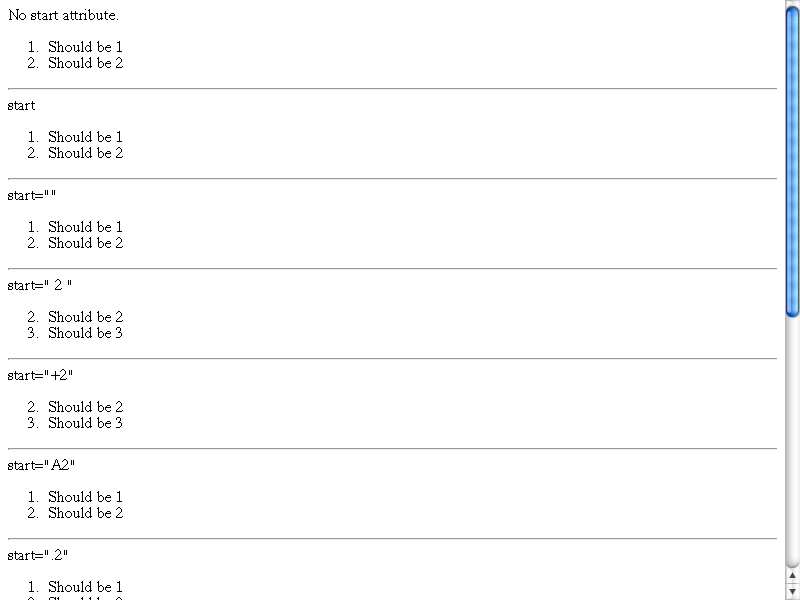 No start attribute.
1. Should be 1
2. Should be 2
start
1. Should be 1
2. Should be 2
start=""
1. Should be 1
2. Should be 2
start=" 2 "
2. Should be 2
3. Should be 3
start="+2"
2. Should be 2
3. Should be 3
start="A2"
1. Should be 1
2. Should be 2
start=".2"
1. Should be 1